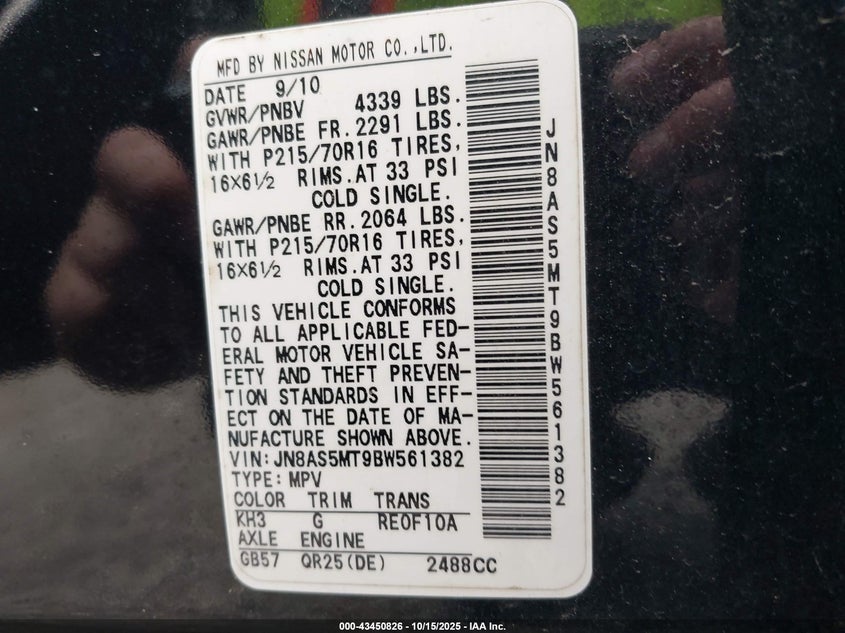 MFD BY NISSAN MOTOR CO.,LTD.
DATE 9/10
GVWR/PNBV 4339 LBS.
GAWR/PNBE FR.2291 LBS.
WITH P215/70R16 TIRES,
16×6½ RIMS.AT 33 PSI
COLD SINGLE.
GAWR/PNBE RR.2064 LBS.
WITH P215/70R16 TIRES,
16×6½ RIMS.AT 33 PSI
COLD SINGLE.
THIS VEHICLE CONFORMS
TO ALL APPLICABLE FED-
ERAL MOTOR VEHICLE SA-
FETY AND THEFT PREVEN-
TION STANDARDS IN EFF-
ECT ON THE DATE OF MA-
NUFACTURE SHOWN ABOVE.
VIN:JN8AS5MT9BW561382
TYPE:MPV
COLOR TRIM TRANS
KH3 G RE0F10A
AXLE ENGINE
GB57 QR25(DE) 2488CC
JN8AS5MT9BW561382
000-43450826 - 10/15/2025 - IAA Inc.